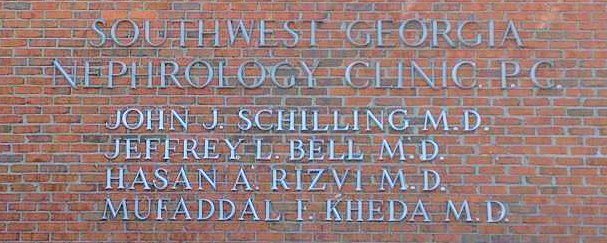 SOUTHWEST GEORGIA
NEPHROLOGY CLINIC, P.C.
JOHN J. SCHILLING M.D.
JEFFREY L. BELL M.D.
HASAN A. RIZVI M.D.
MUFADDAL F. KHEDA M.D.